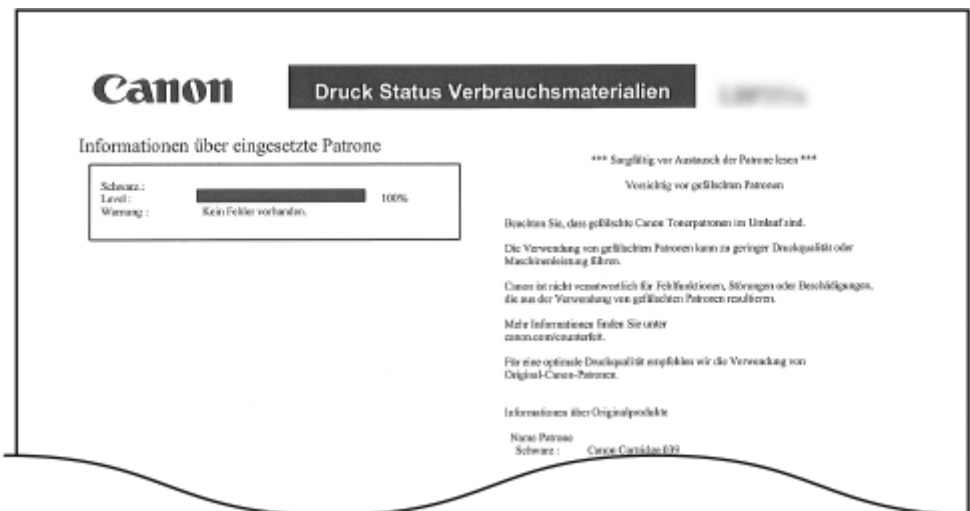 Canon
Druck Status Verbrauchsmaterialien
Informationen über eingesetzte Patrone
Schwarz.:
Level :
100%
Warnung :
Kein Fehler vorhanden.
*** Sorgfältig vor Austausch der Patrone lesen ***
Vorsichtig vor gefälschten Patronen
Beachten Sie, dass gefälschte Canon Tonerpatronen im Umlauf sind.
Die Verwendung von gefälschten Patronen kann zu geringer Druckqualität oder
Maschinenleistung führen.
Canon ist nicht verantwortlich für Fehlfunktionen, Störungen oder Beschädigungen,
die aus der Verwendung von gefälschten Patronen resultieren.
Mehr Informationen finden Sie unter
canon.com/counterfeit.
Für eine optimale Druckqualität empfehlen wir die Verwendung von
Original-Canon-Patronen.
Informationen über Originalprodukte
Name Patrone
Schwarz : Canon Cartridge 039